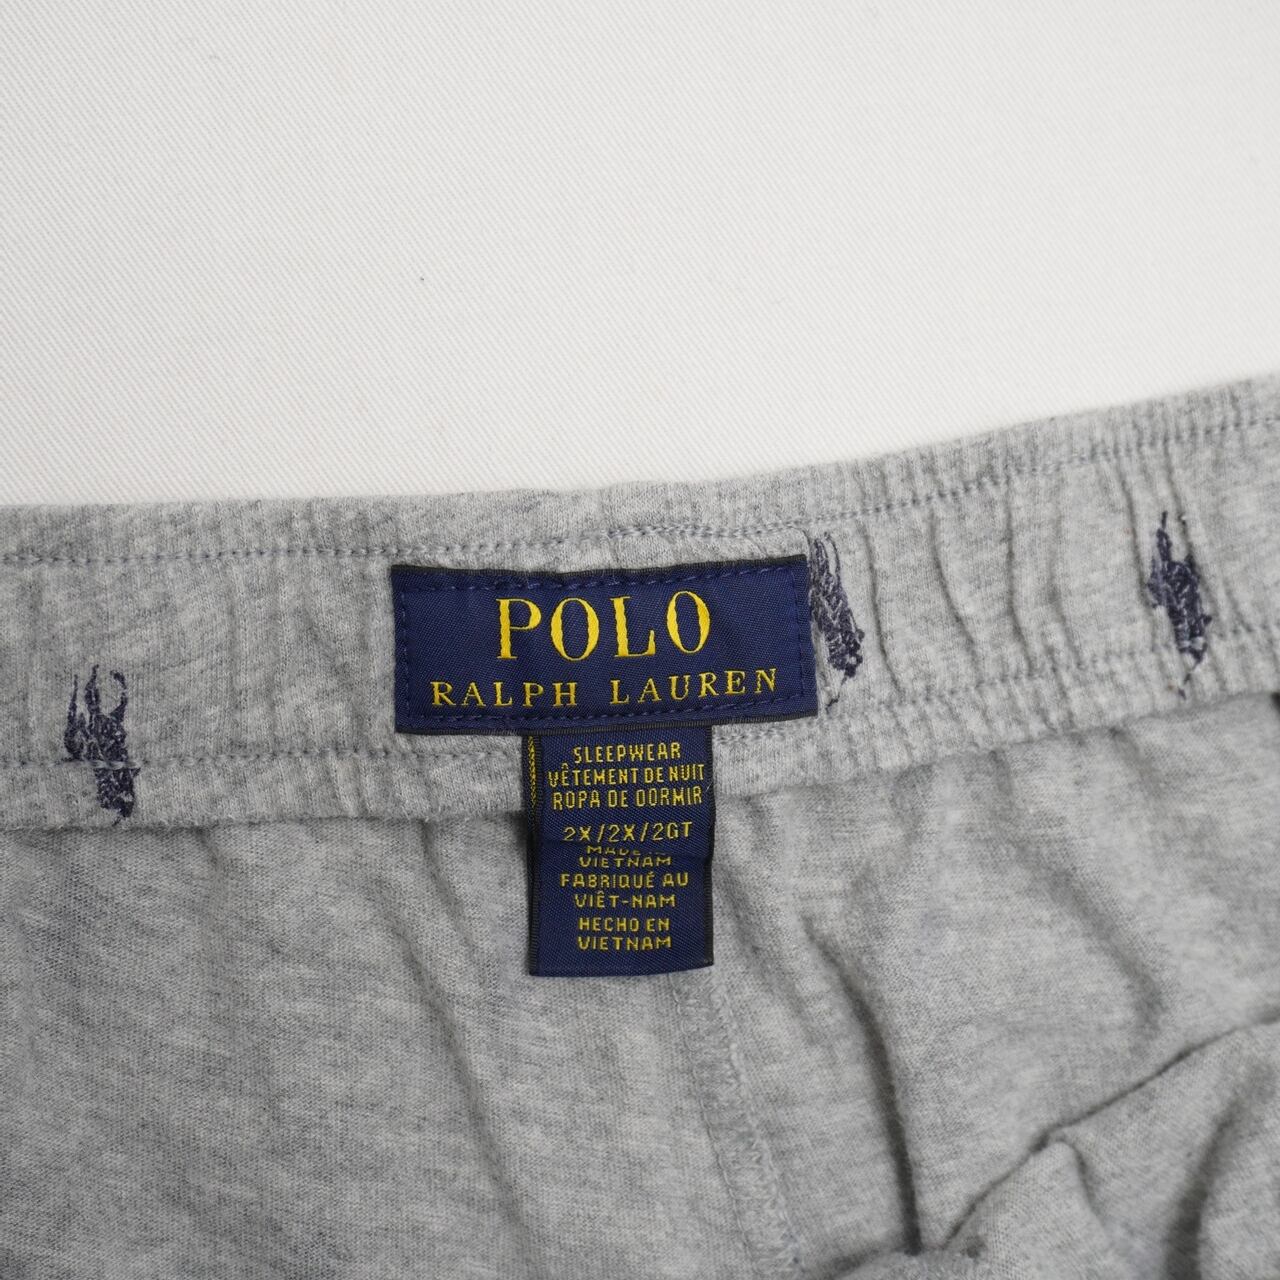 POLO
RALPH LAUREN
SLEEPWEAR
VÊTEMENT DE NUIT
ROPA DE DORMIR
2X/2X/2GT
MADE
VIETNAM
FABRIQUÉ AU
VIÊT-NAM
HECHO EN
VIETNAM